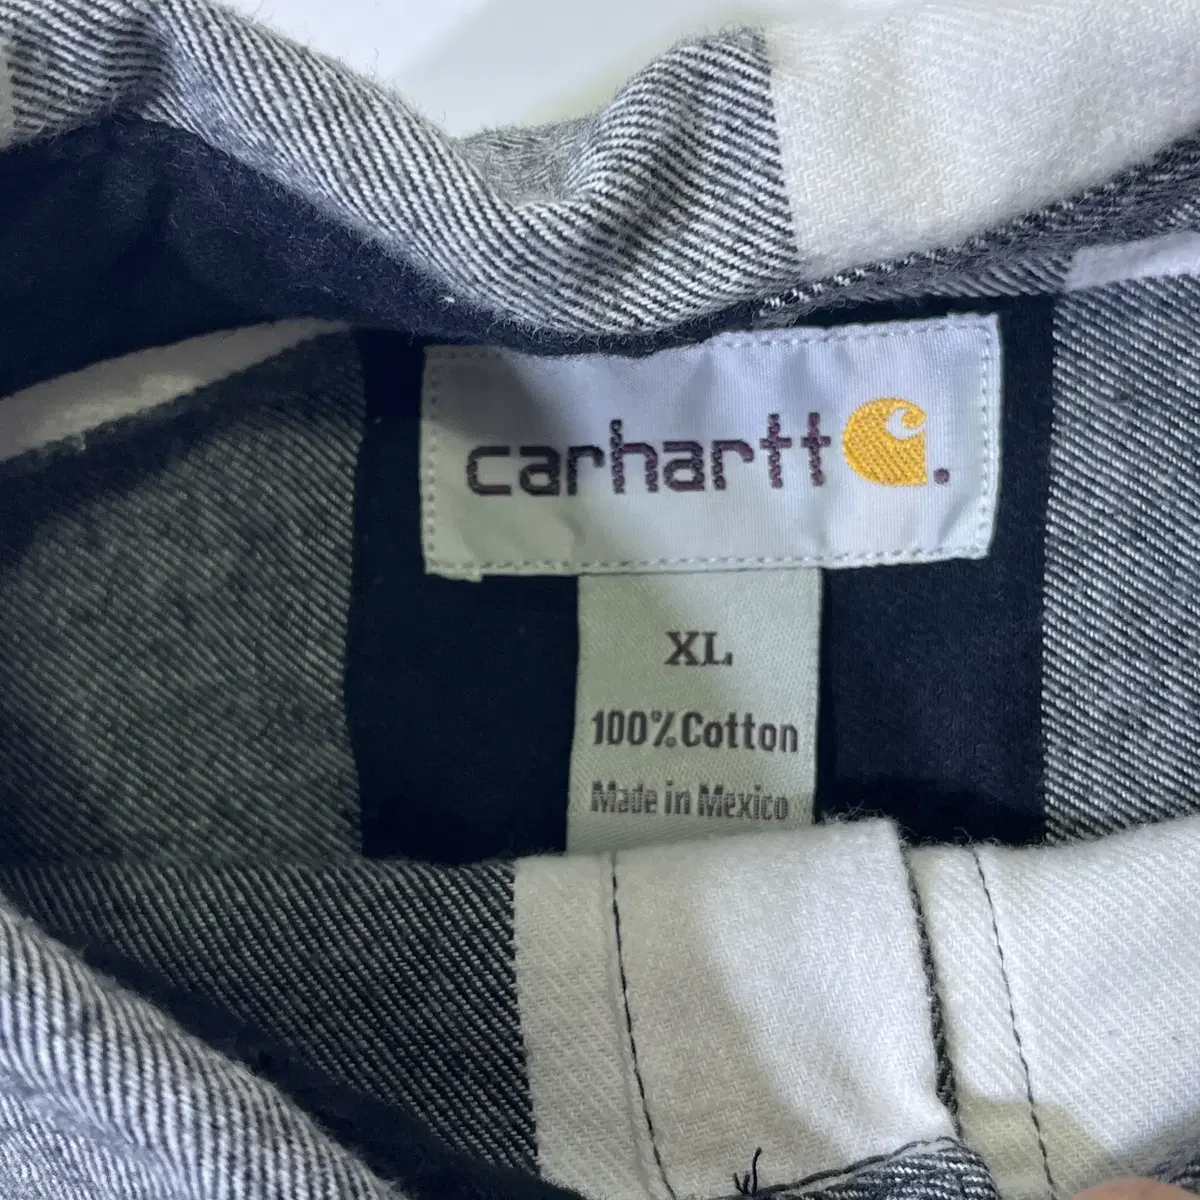 carhartt.
XL
100% Cotton
Made in Mexico